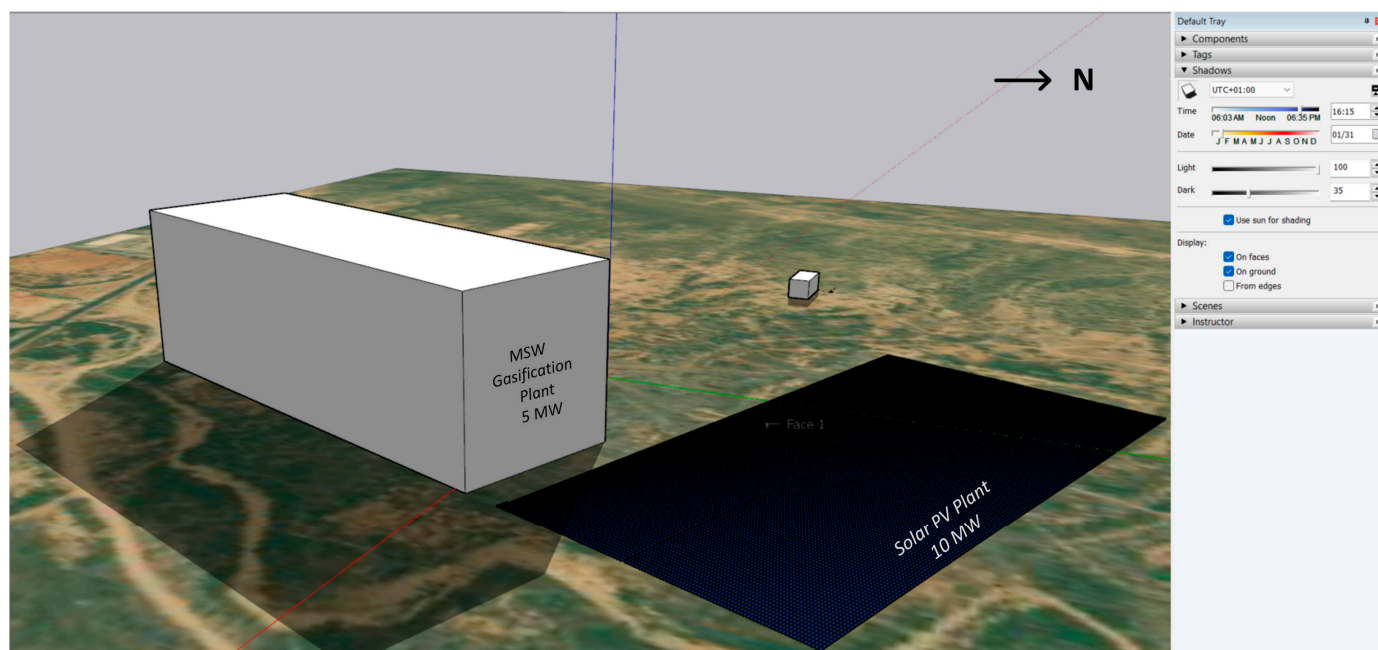 Default Tray
Components
Tags
Shadows
UTC+01:00
Time
06:03 AM Noon 06:35 PM
16:15
Date
J F M A M J J A S O N D
01/31
Light
100
Dark
35
Use sun for shading
Display:
On faces
On ground
From edges
Scenes
Instructor
N
MSW
Gasification
Plant
5 MW
Face 1
Solar PV Plant
10 MW